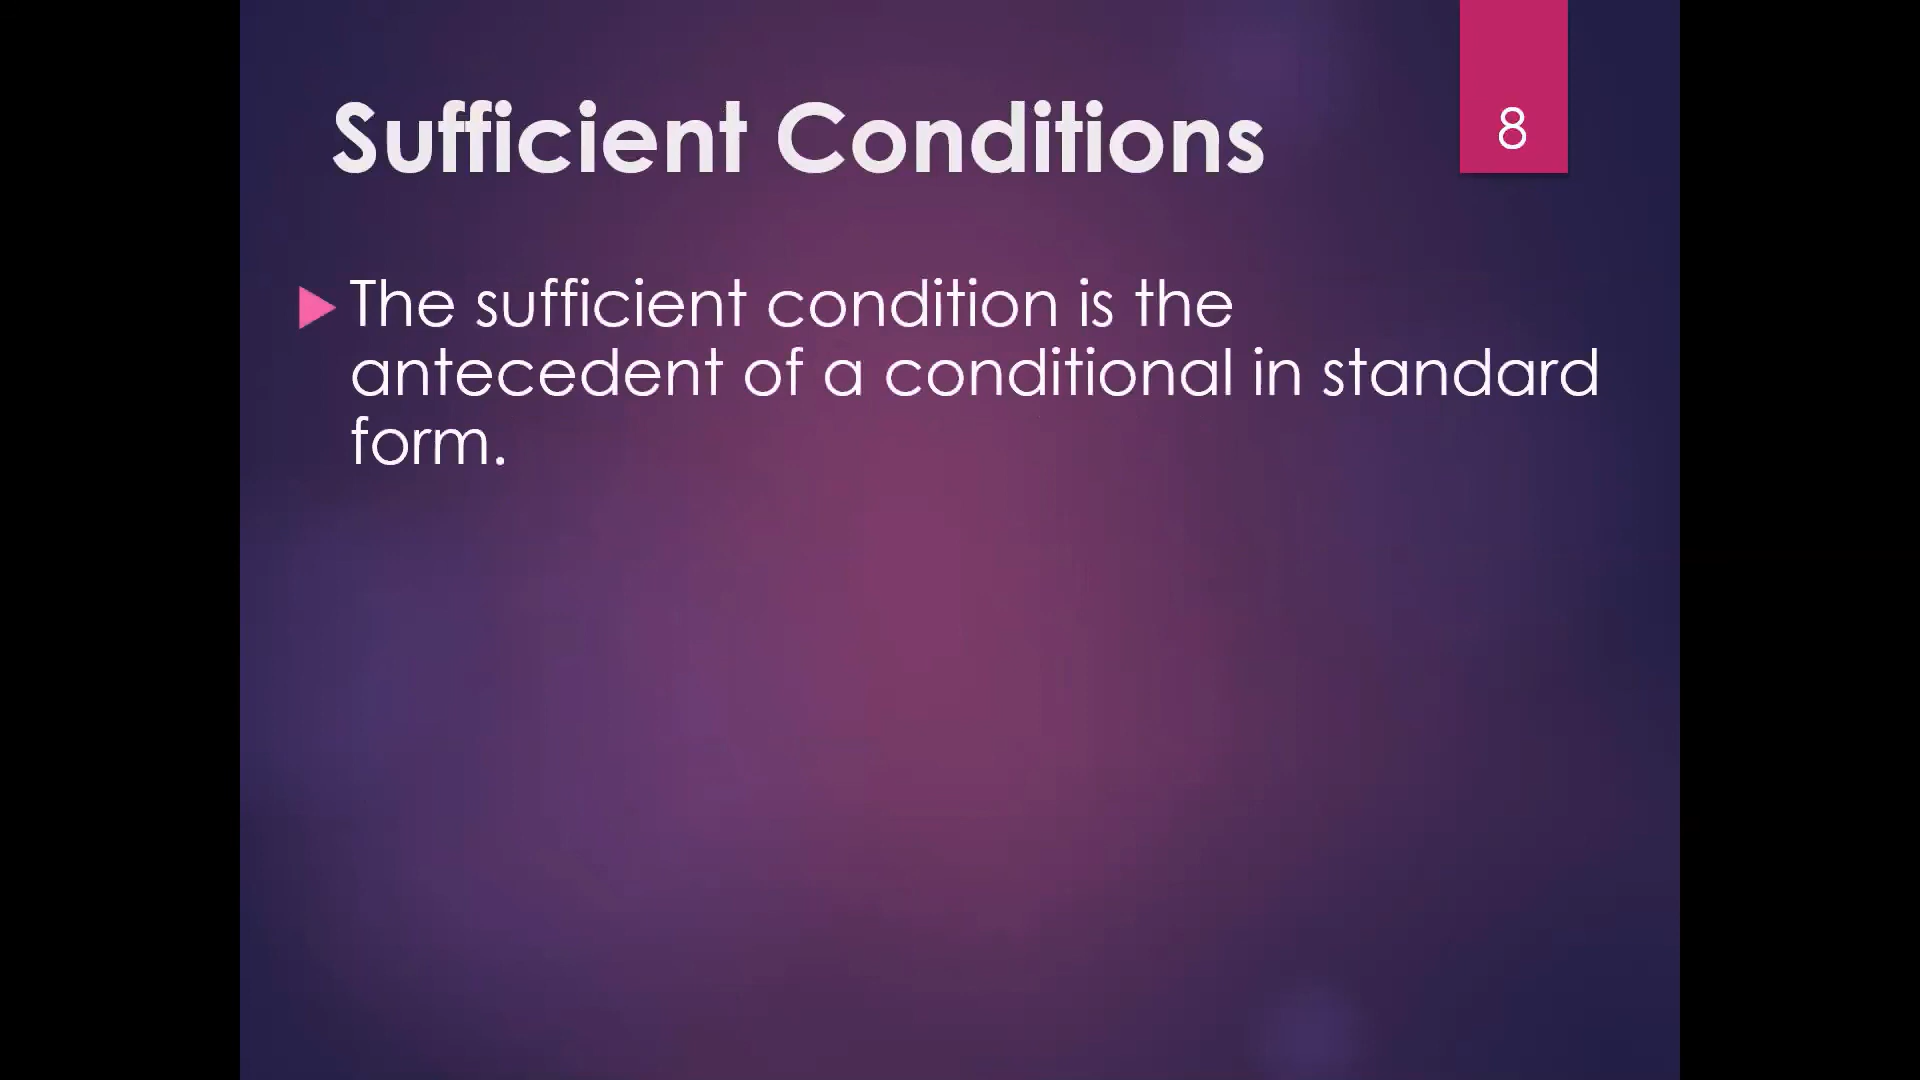 Sufficient Conditions
8
The sufficient condition is the
antecedent of a conditional in standard
form.